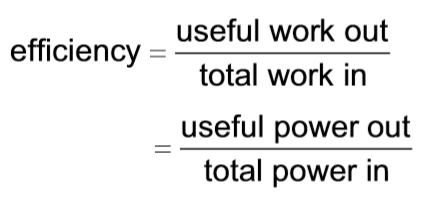 efficiency = useful work out / total work in
= useful power out / total power in